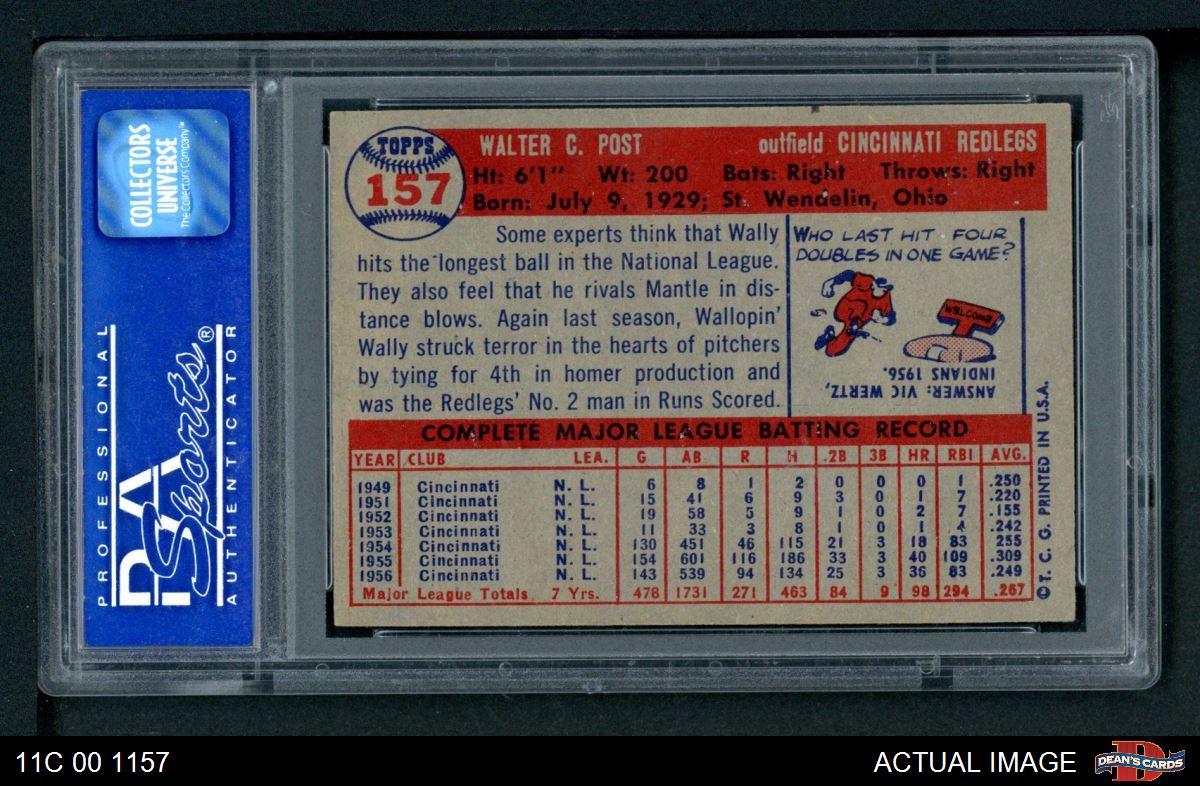 COLLECTORS
UNIVERSE
The Collectors Company™
PROFESSIONAL
PSA
Sports®
AUTHENTICATOR
TOPPS
157
WALTER C. POST
outfield CINCINNATI REDLEGS
Ht: 6'1" Wt: 200 Bats: Right Throws: Right
Born: July 9, 1929; St. Wendelin, Ohio
Some experts think that Wally
hits the longest ball in the National League.
They also feel that he rivals Mantle in dis-
tance blows. Again last season, Wallopin'
Wally struck terror in the hearts of pitchers
by tying for 4th in homer production and
was the Redlegs' No. 2 man in Runs Scored.
WHO LAST HIT FOUR
DOUBLES IN ONE GAME?
WELCOME
ANSWER: VIC WERTZ,
INDIANS 1956.
COMPLETE MAJOR LEAGUE BATTING RECORD
YEAR CLUB LEA. G AB R H 2B 3B HR RBI AVG.
1949 Cincinnati N. L. 6 8 1 2 0 0 0 1 .250
1951 Cincinnati N. L. 15 41 6 9 3 0 1 7 .220
1952 Cincinnati N. L. 19 58 5 9 1 0 2 7 .155
1953 Cincinnati N. L. 11 33 3 8 1 0 1 4 .242
1954 Cincinnati N. L. 130 451 46 115 21 3 18 83 .255
1955 Cincinnati N. L. 154 601 116 186 33 3 40 109 .309
1956 Cincinnati N. L. 143 539 94 134 25 3 36 83 .249
Major League Totals 7 Yrs. 478 1731 271 463 84 9 98 294 .267
© T. C. G. PRINTED IN U.S.A.
11C 00 1157
ACTUAL IMAGE
DEAN'S CARDS